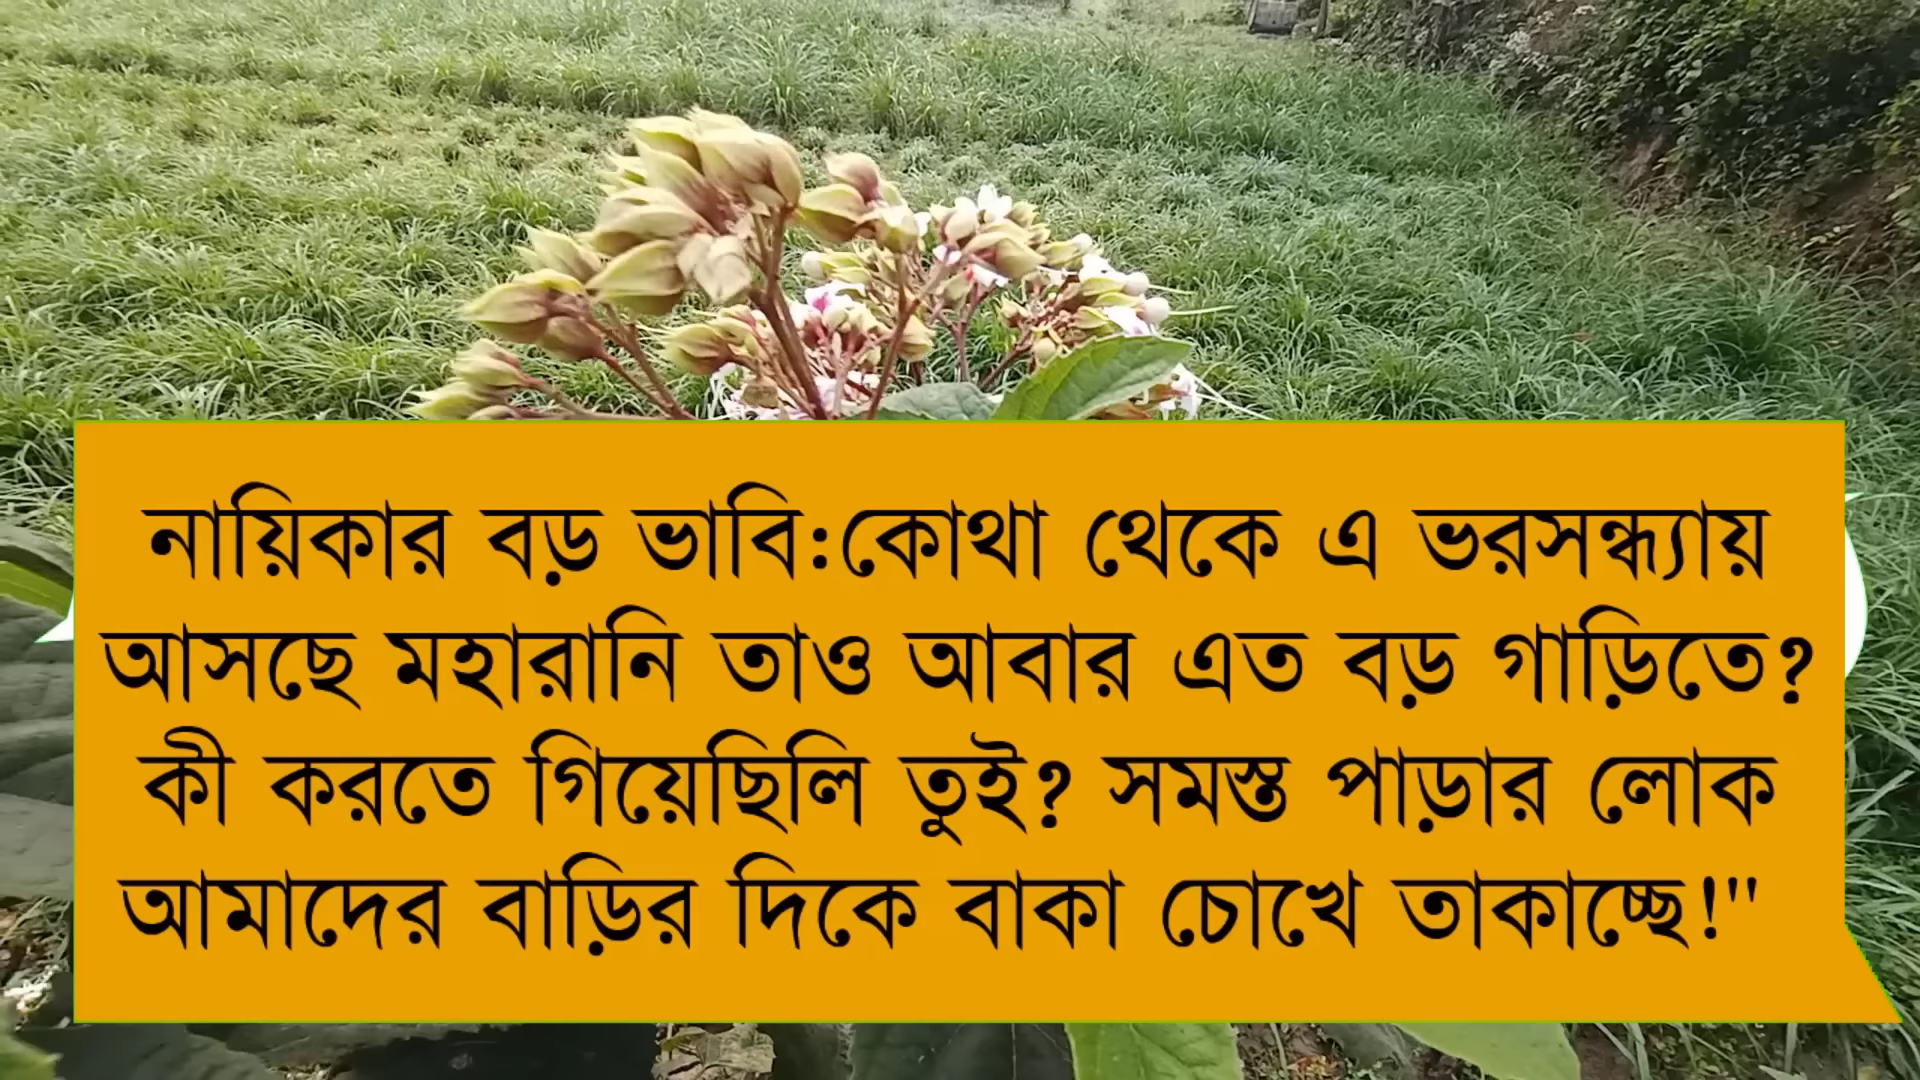 নায়িকার বড় ভাবি:কোথা থেকে এ ভরসন্ধ্যায়
আসছে মহারানি তাও আবার এত বড় গাড়িতে?
কী করতে গিয়েছিলি তুই? সমস্ত পাড়ার লোক
আমাদের বাড়ির দিকে বাকা চোখে তাকাচ্ছে!"